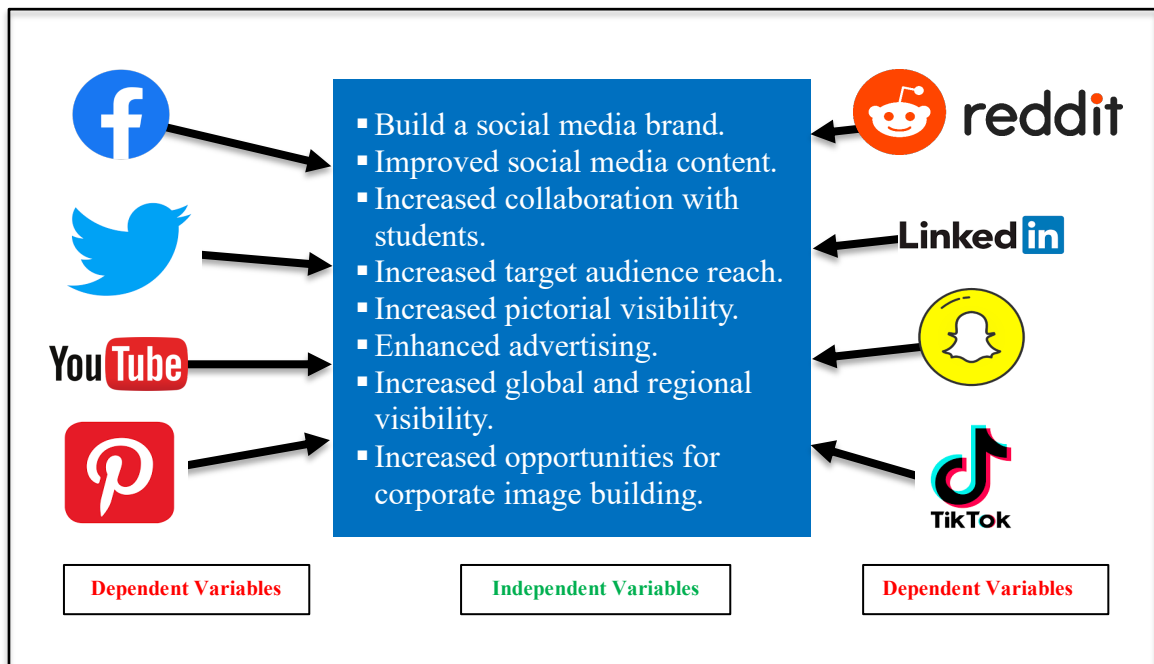 reddit
▪ Build a social media brand.
▪ Improved social media content.
▪ Increased collaboration with
students.
▪ Increased target audience reach.
▪ Increased pictorial visibility.
▪ Enhanced advertising.
▪ Increased global and regional
visibility.
▪ Increased opportunities for
corporate image building.
Linked in
YouTube
TikTok
Dependent Variables
Independent Variables
Dependent Variables